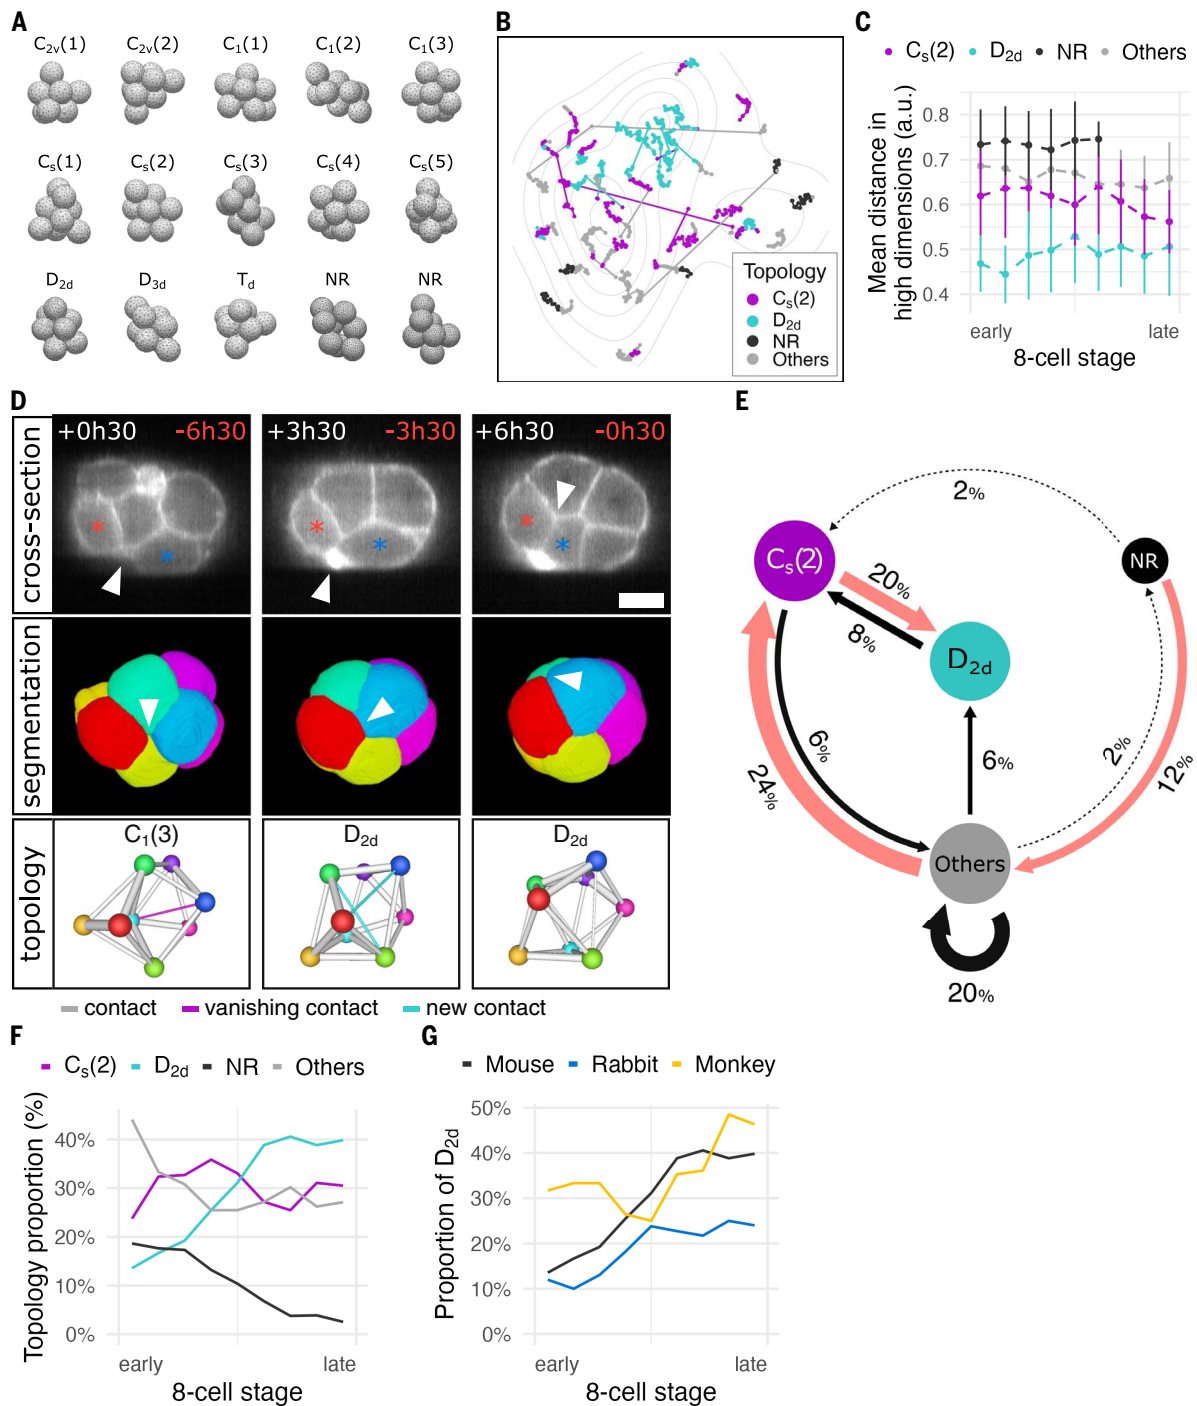 A
C2v(1) C2v(2) C1(1) C1(2) C1(3)
Cs(1) Cs(2) Cs(3) Cs(4) Cs(5)
D2d D3d Td NR NR
B
Topology
Cs(2)
D2d
NR
Others
C
Cs(2) D2d NR Others
Mean distance in
high dimensions (a.u.)
0.8
0.7
0.6
0.5
0.4
early late
8-cell stage
D
cross-section
+0h30 -6h30
+3h30 -3h30
+6h30 -0h30
* *
* *
* *
segmentation
topology
C1(3) D2d D2d
contact vanishing contact new contact
E
2%
Cs(2)
NR
20%
8%
D2d
6%
24%
6%
2%
12%
Others
20%
F
Cs(2) D2d NR Others
Topology proportion (%)
40%
30%
20%
10%
0%
early late
8-cell stage
G
Mouse Rabbit Monkey
Proportion of D2d
50%
40%
30%
20%
10%
0%
early late
8-cell stage